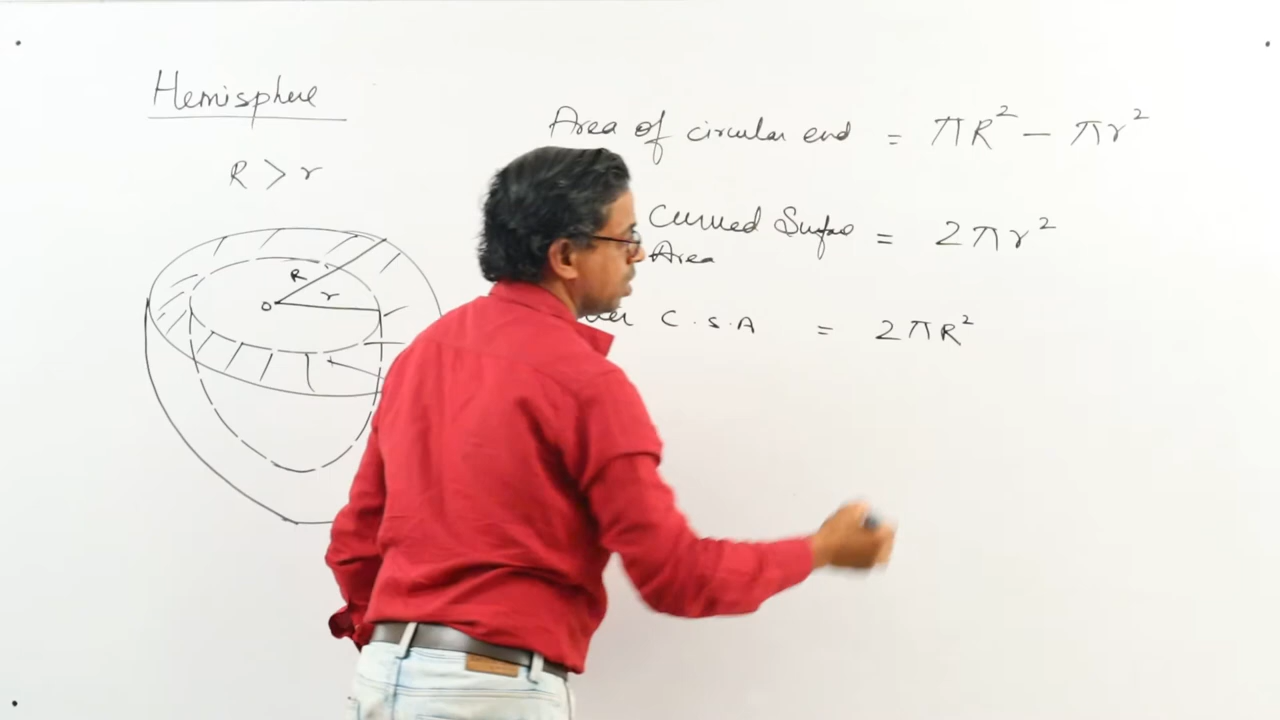 Hemisphere
R > r
R
r
O
Area of circular end = πR² − πr²
Curved Surface = 2πr²
Area
C.S.A = 2πR²